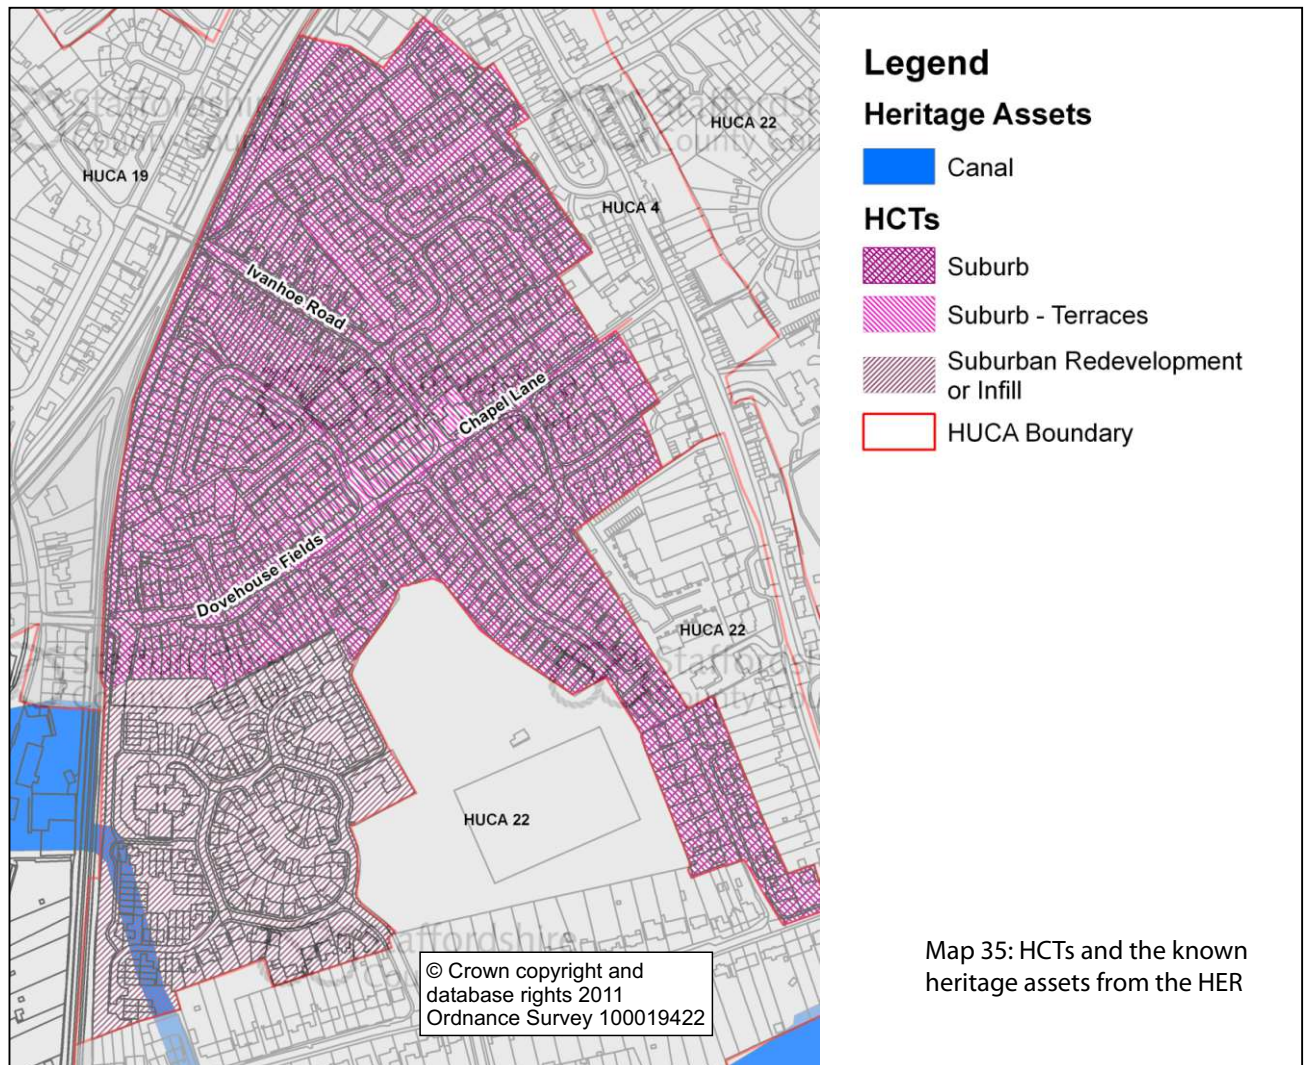 Legend
Heritage Assets
Canal
HCTs
Suburb
Suburb - Terraces
Suburban Redevelopment
or Infill
HUCA Boundary
HUCA 22
HUCA 19
HUCA 4
Ivanhoe Road
Chapel Lane
Dovehouse Fields
HUCA 22
HUCA 22
Staffordshire
County
© Crown copyright and
database rights 2011
Ordnance Survey 100019422
Map 35: HCTs and the known
heritage assets from the HER